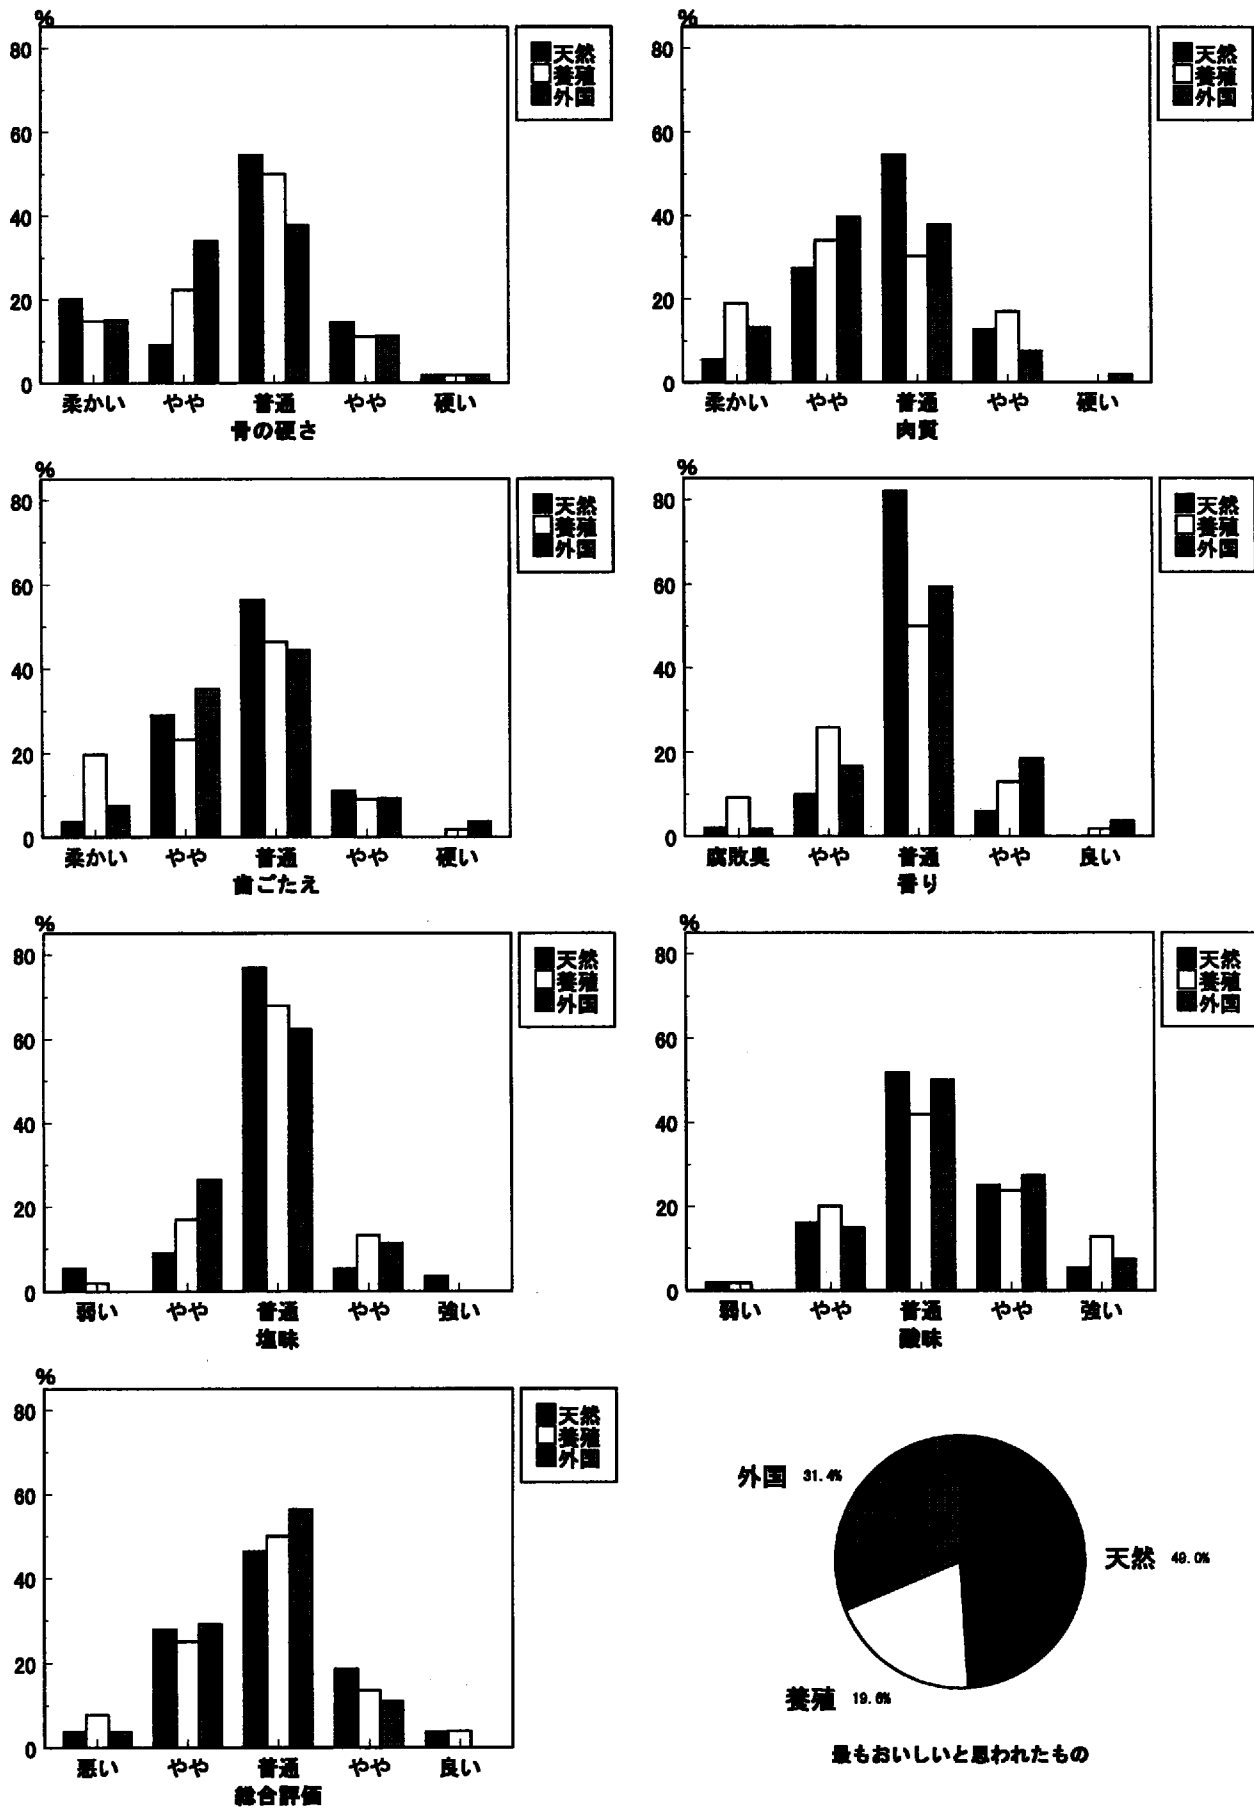 %
80
60
40
20
0
天然
養殖
外国
柔かい やや 普通 やや 硬い
骨の硬さ
%
80
60
40
20
0
天然
養殖
外国
柔かい やや 普通 やや 硬い
肉質
%
80
60
40
20
0
天然
養殖
外国
柔かい やや 普通 やや 硬い
歯ごたえ
%
80
60
40
20
0
天然
養殖
外国
腐敗臭 やや 普通 やや 良い
香り
%
80
60
40
20
0
天然
養殖
外国
弱い やや 普通 やや 強い
塩味
%
80
60
40
20
0
天然
養殖
外国
弱い やや 普通 やや 強い
酸味
%
80
60
40
20
0
天然
養殖
外国
悪い やや 普通 やや 良い
総合評価
外国 31.4%
天然 49.0%
養殖 19.6%
最もおいしいと思われたもの